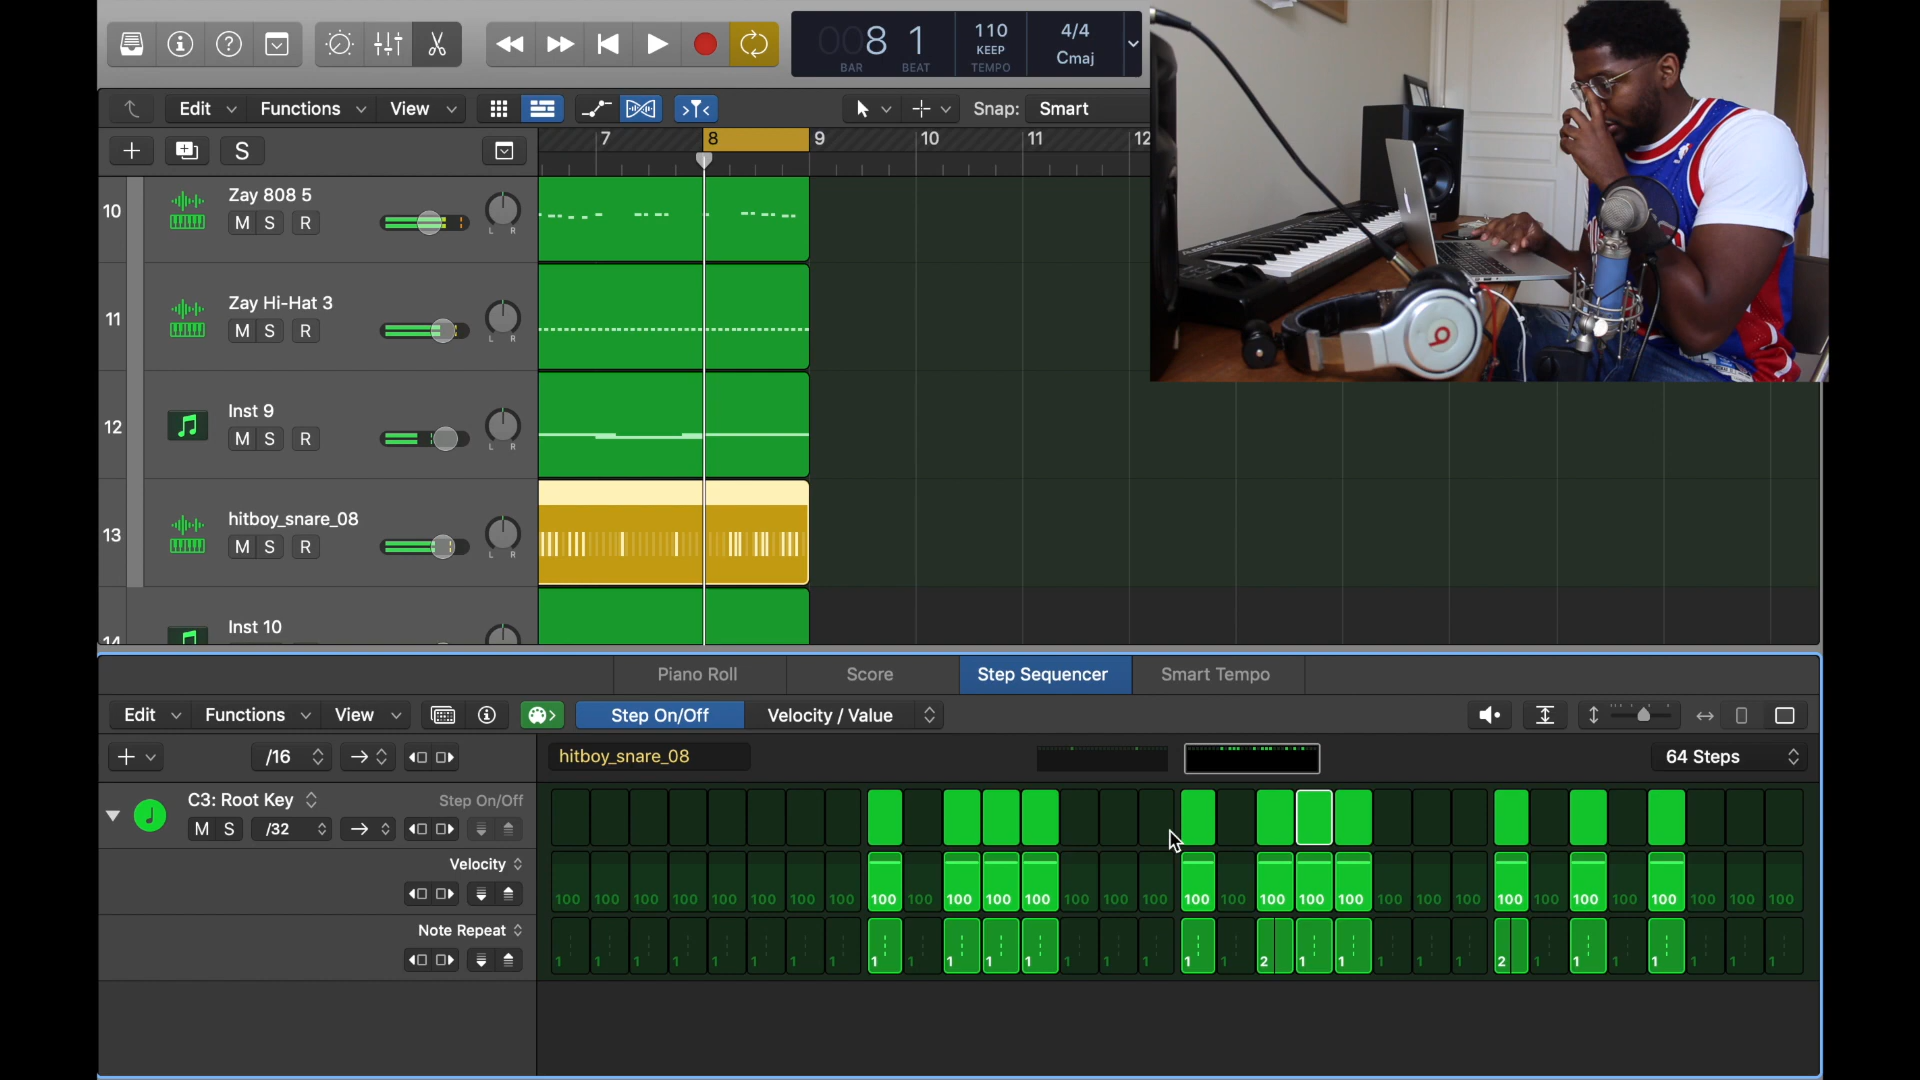 008 1
BAR BEAT
110
KEEP
TEMPO
4/4
Cmaj
Edit Functions View
Snap: Smart
S
7 8 9 10 11 12
10 Zay 808 5
M S R
L R
11 Zay Hi-Hat 3
M S R
L R
12 Inst 9
M S R
L R
13 hitboy_snare_08
M S R
L R
14 Inst 10
Piano Roll Score Step Sequencer Smart Tempo
Edit Functions View
Step On/Off Velocity / Value
/16
hitboy_snare_08
64 Steps
C3: Root Key Step On/Off
M S /32
Velocity
100 100 100 100 100 100 100 100 100 100 100 100 100 100 100 100 100 100 100 100 100 100 100 100 100 100 100 100 100 100 100 100
Note Repeat
1 1 1 1 1 1 1 1 1 1 1 1 1 1 1 1 1 1 2 1 1 1 1 1 2 1 1 1 1 1 1 1